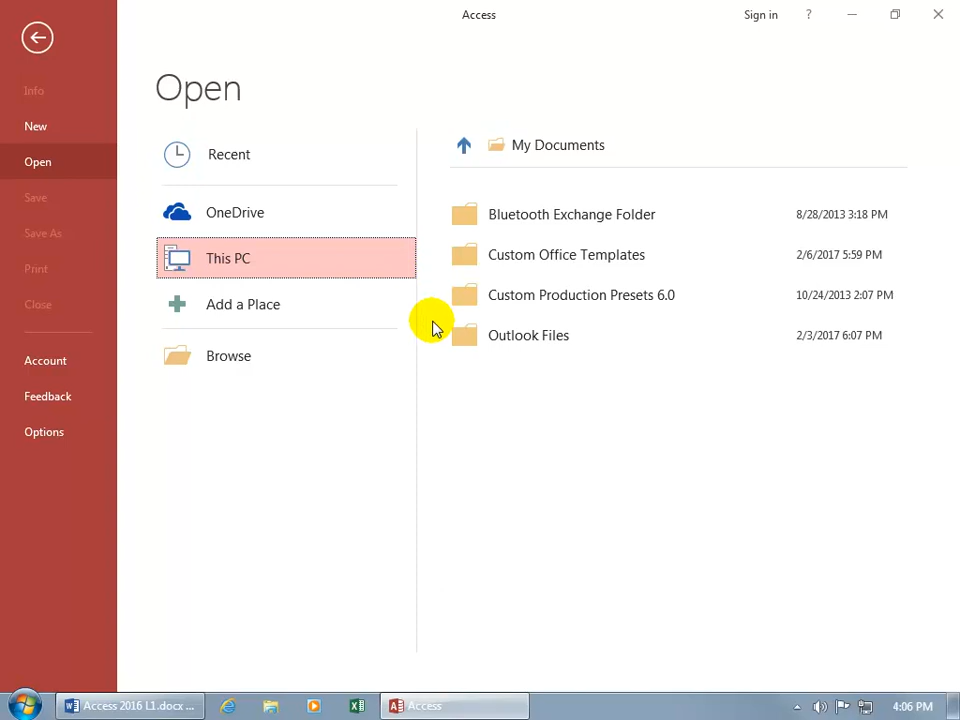 Access
Sign in
?
Info
New
Open
Save
Save As
Print
Close
Account
Feedback
Options
Open
Recent
OneDrive
This PC
Add a Place
Browse
My Documents
Bluetooth Exchange Folder 8/28/2013 3:18 PM
Custom Office Templates 2/6/2017 5:59 PM
Custom Production Presets 6.0 10/24/2013 2:07 PM
Outlook Files 2/3/2017 6:07 PM
Access 2016 L1.docx ...
Access
4:06 PM